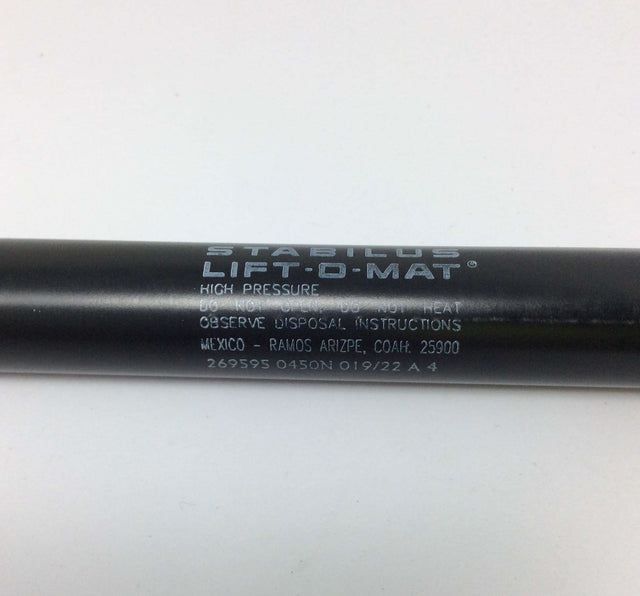 STABILUS
LIFT-O-MAT®
HIGH PRESSURE
DO NOT OPEN DO NOT HEAT
OBSERVE DISPOSAL INSTRUCTIONS
MEXICO - RAMOS ARIZPE, COAH. 25900
269595 0450N 019/22 A 4